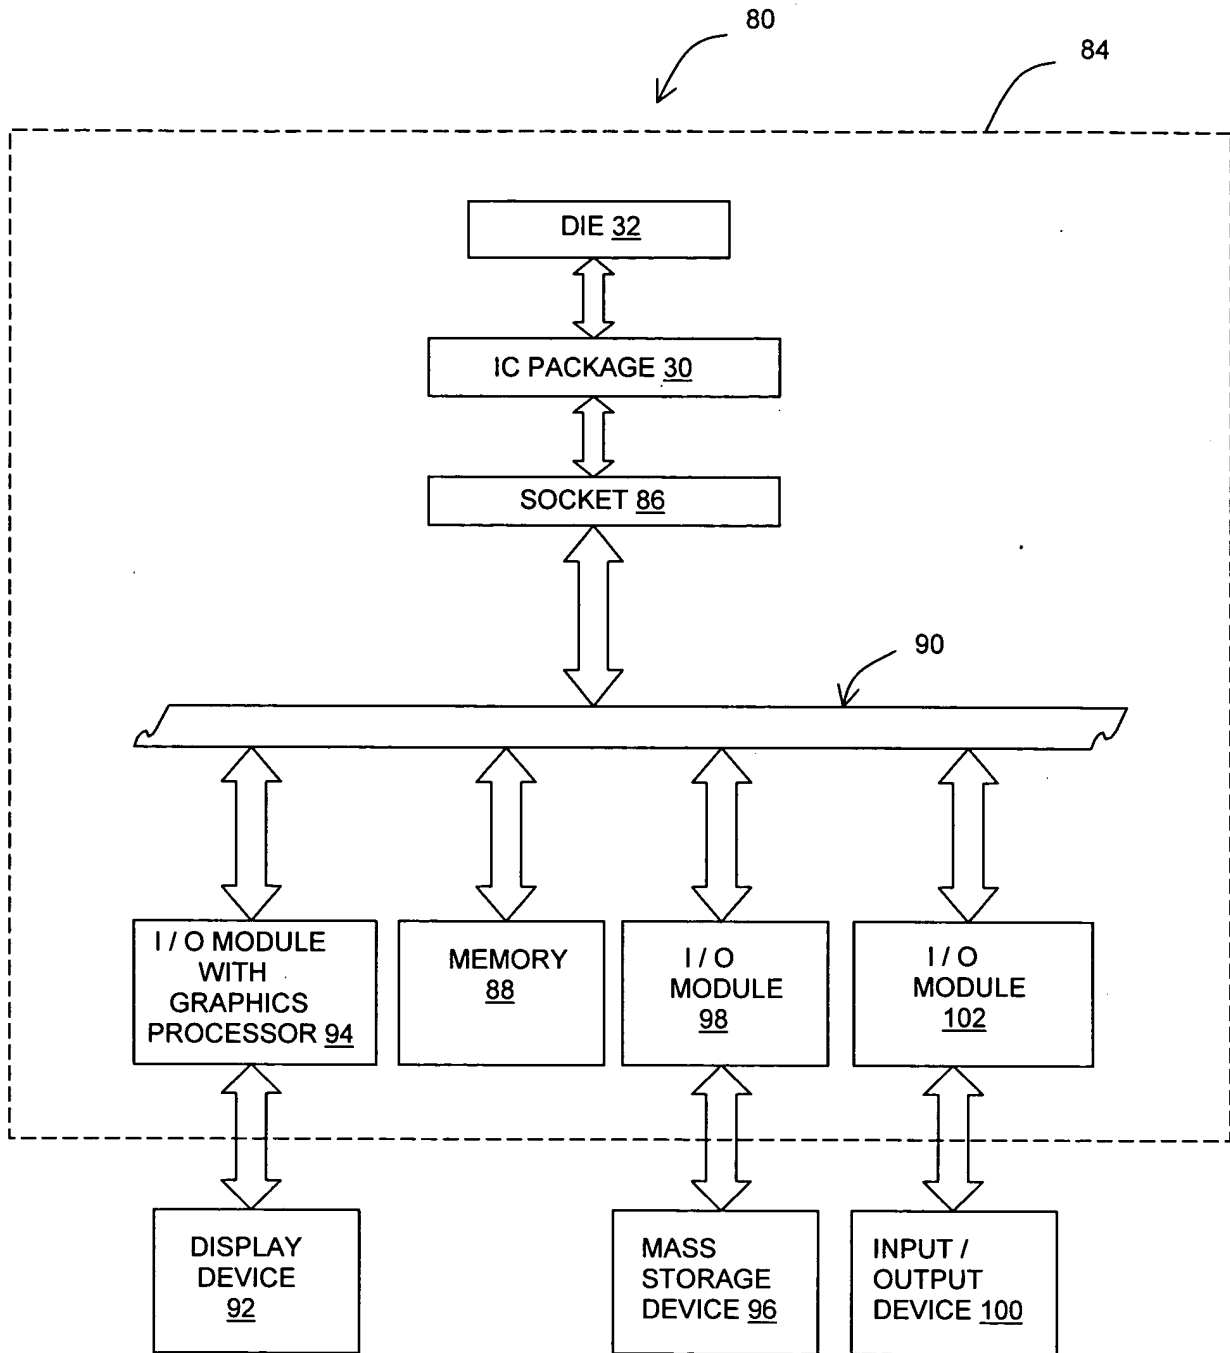 80
84
DIE 32
IC PACKAGE 30
SOCKET 86
90
I / O MODULE
WITH
GRAPHICS
PROCESSOR 94
MEMORY
88
I / O
MODULE
98
I / O
MODULE
102
DISPLAY
DEVICE
92
MASS
STORAGE
DEVICE 96
INPUT /
OUTPUT
DEVICE 100